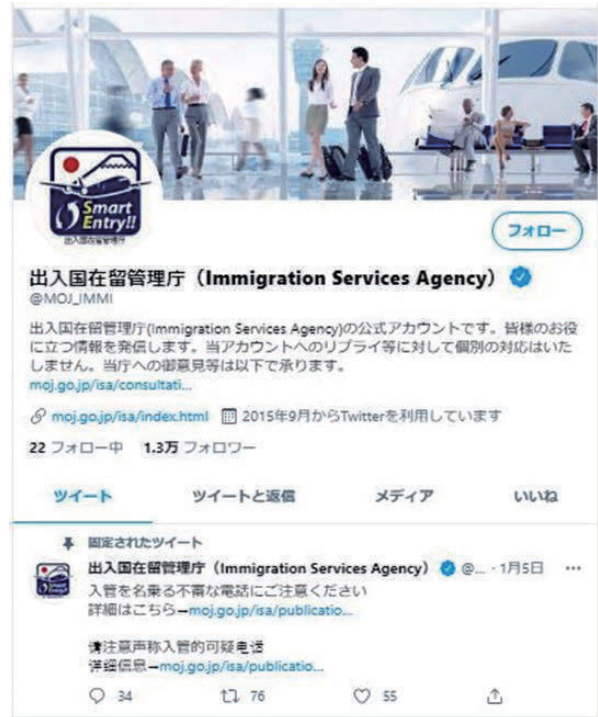 Smart
Entry!!
出入国在留管理庁
フォロー
出入国在留管理庁（Immigration Services Agency）
@MOJ_IMMI
出入国在留管理庁(Immigration Services Agency)の公式アカウントです。皆様のお役
に立つ情報を発信します。当アカウントへのリプライ等に対して個別の対応はいた
しません。当庁への御意見等は以下で承ります。
moj.go.jp/isa/consultati...
moj.go.jp/isa/index.html 2015年9月からTwitterを利用しています
22 フォロー中 1.3万 フォロワー
ツイート ツイートと返信 メディア いいね
固定されたツイート
出入国在留管理庁（Immigration Services Agency） @... · 1月5日 ...
Smart
Entry!!
入管を名乗る不審な電話にご注意ください
詳細はこちら→moj.go.jp/isa/publicatio...
请注意声称入管的可疑电话
详细信息→moj.go.jp/isa/publicatio...
34 76 55